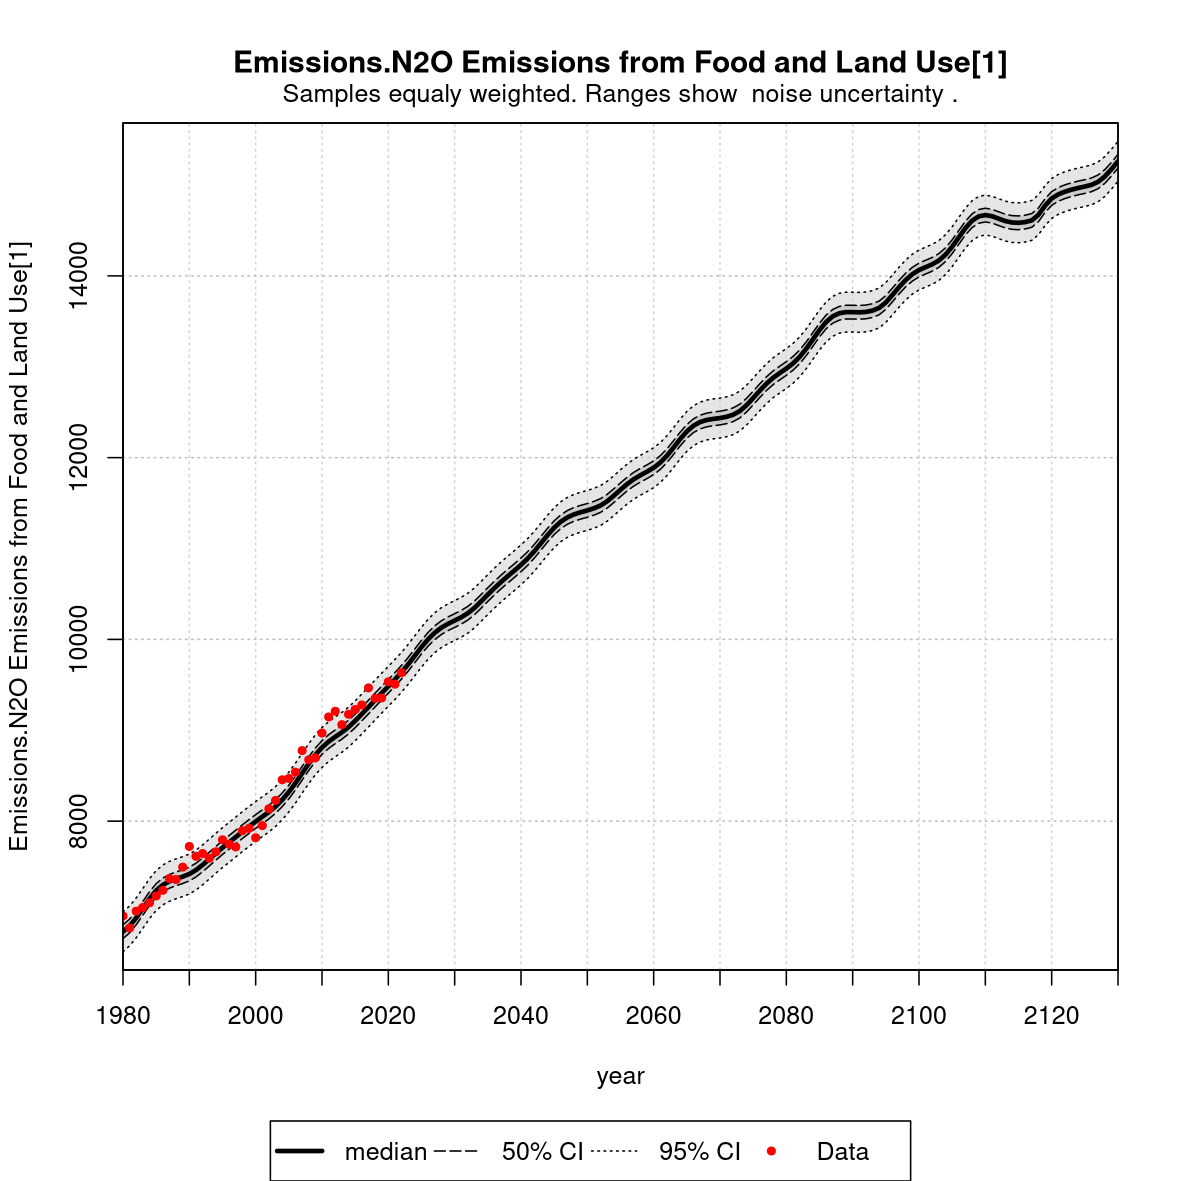 Emissions.N2O Emissions from Food and Land Use[1]
Samples equaly weighted. Ranges show  noise uncertainty .
Emissions.N2O Emissions from Food and Land Use[1]
14000
12000
10000
8000
1980 2000 2020 2040 2060 2080 2100 2120
year
median 50% CI 95% CI Data